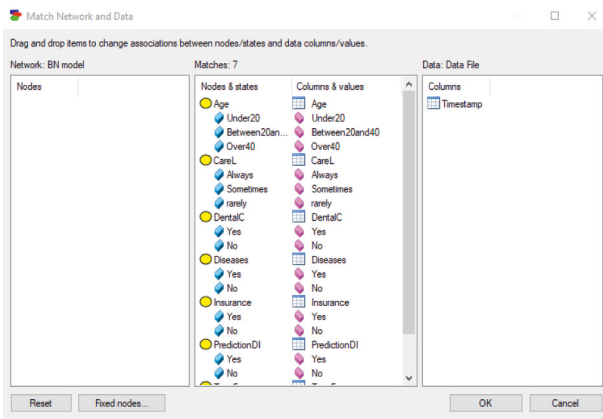 Match Network and Data
Drag and drop items to change associations between nodes/states and data columns/values.
Network: BN model Matches: 7 Data: Data File
Nodes Nodes & states Columns & values Columns
Age Age Timestamp
Under20 Under20
Between20an... Between20and40
Over40 Over40
CareL CareL
Always Always
Sometimes Sometimes
rarely rarely
DentalC DentalC
Yes Yes
No No
Diseases Diseases
Yes Yes
No No
Insurance Insurance
Yes Yes
No No
PredictionDI PredictionDI
Yes Yes
No No
Reset Fixed nodes... OK Cancel